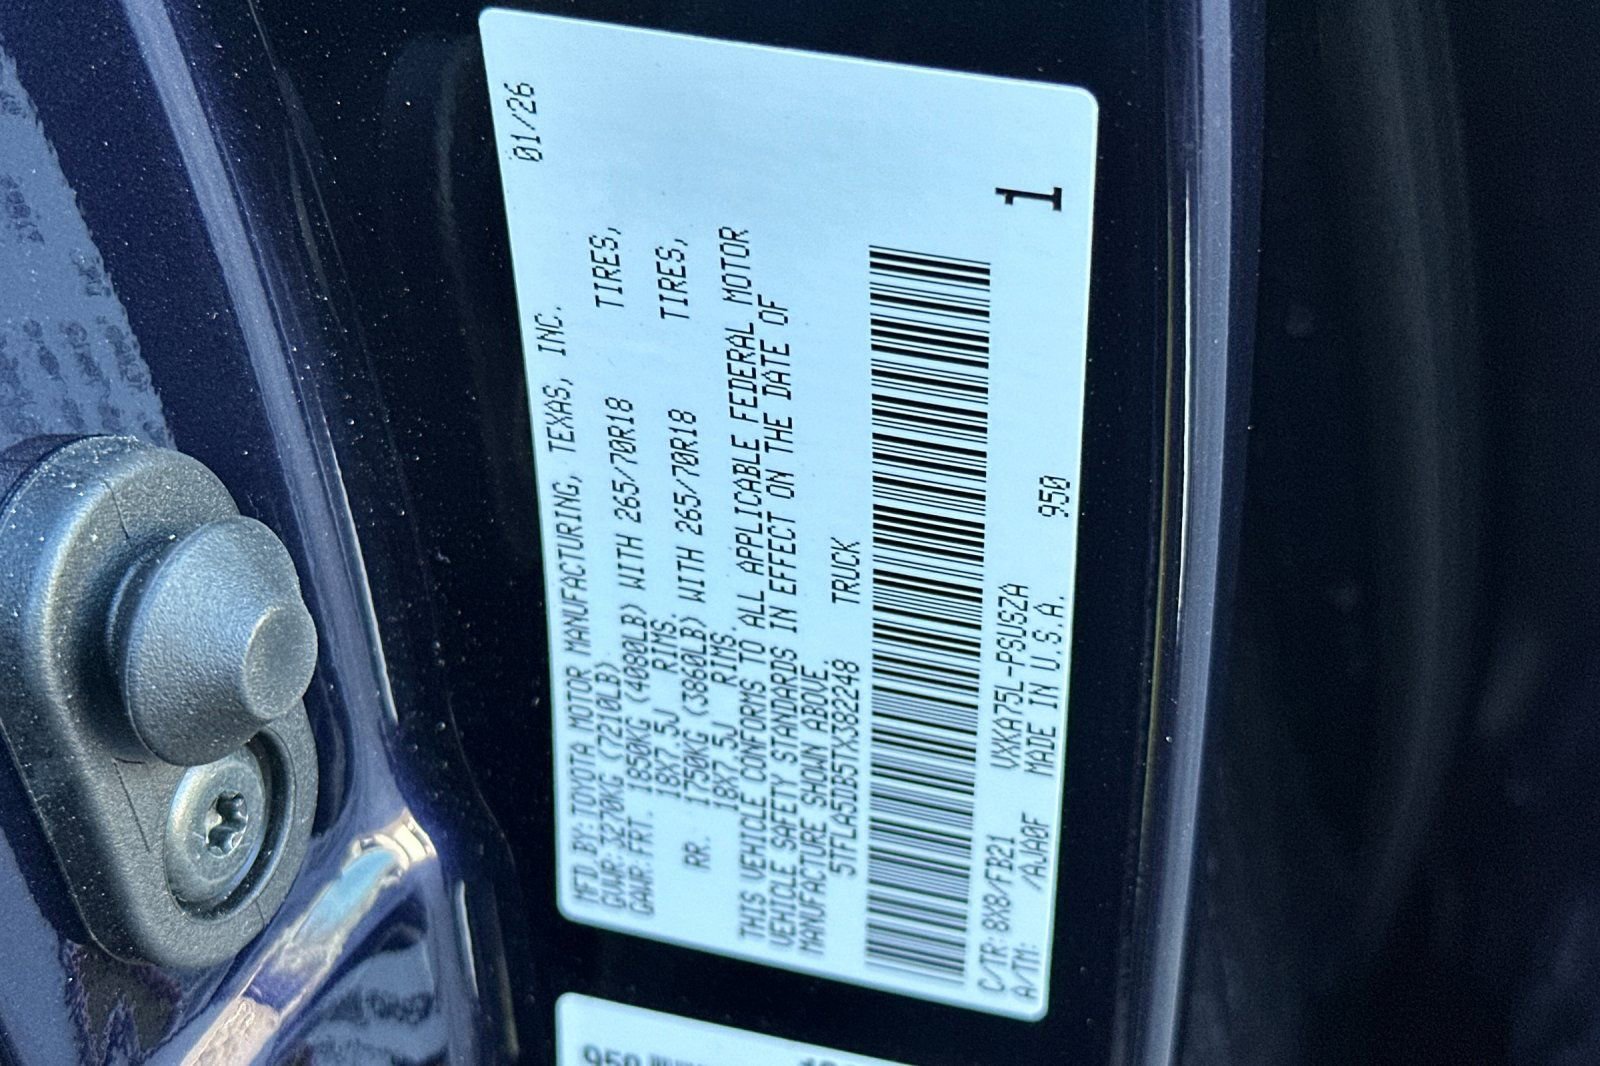 MFD.BY:TOYOTA MOTOR MANUFACTURING, TEXAS, INC. 01/26
GVWR:3270KG (7210LB)
GAWR:FRT. 1850KG (4080LB) WITH 265/70R18 TIRES,
18X7.5J RIMS.
RR. 1750KG (3860LB) WITH 265/70R18 TIRES,
18X7.5J RIMS
THIS VEHICLE CONFORMS TO ALL APPLICABLE FEDERAL MOTOR
VEHICLE SAFETY STANDARDS IN EFFECT ON THE DATE OF
MANUFACTURE SHOWN ABOVE.
5TFLA5DB5TX382248 TRUCK
1
C/TR:8X8/FB21 VXKA75L-PSUSZA
A/TM: /AJA0F MADE IN U.S.A. 950
950